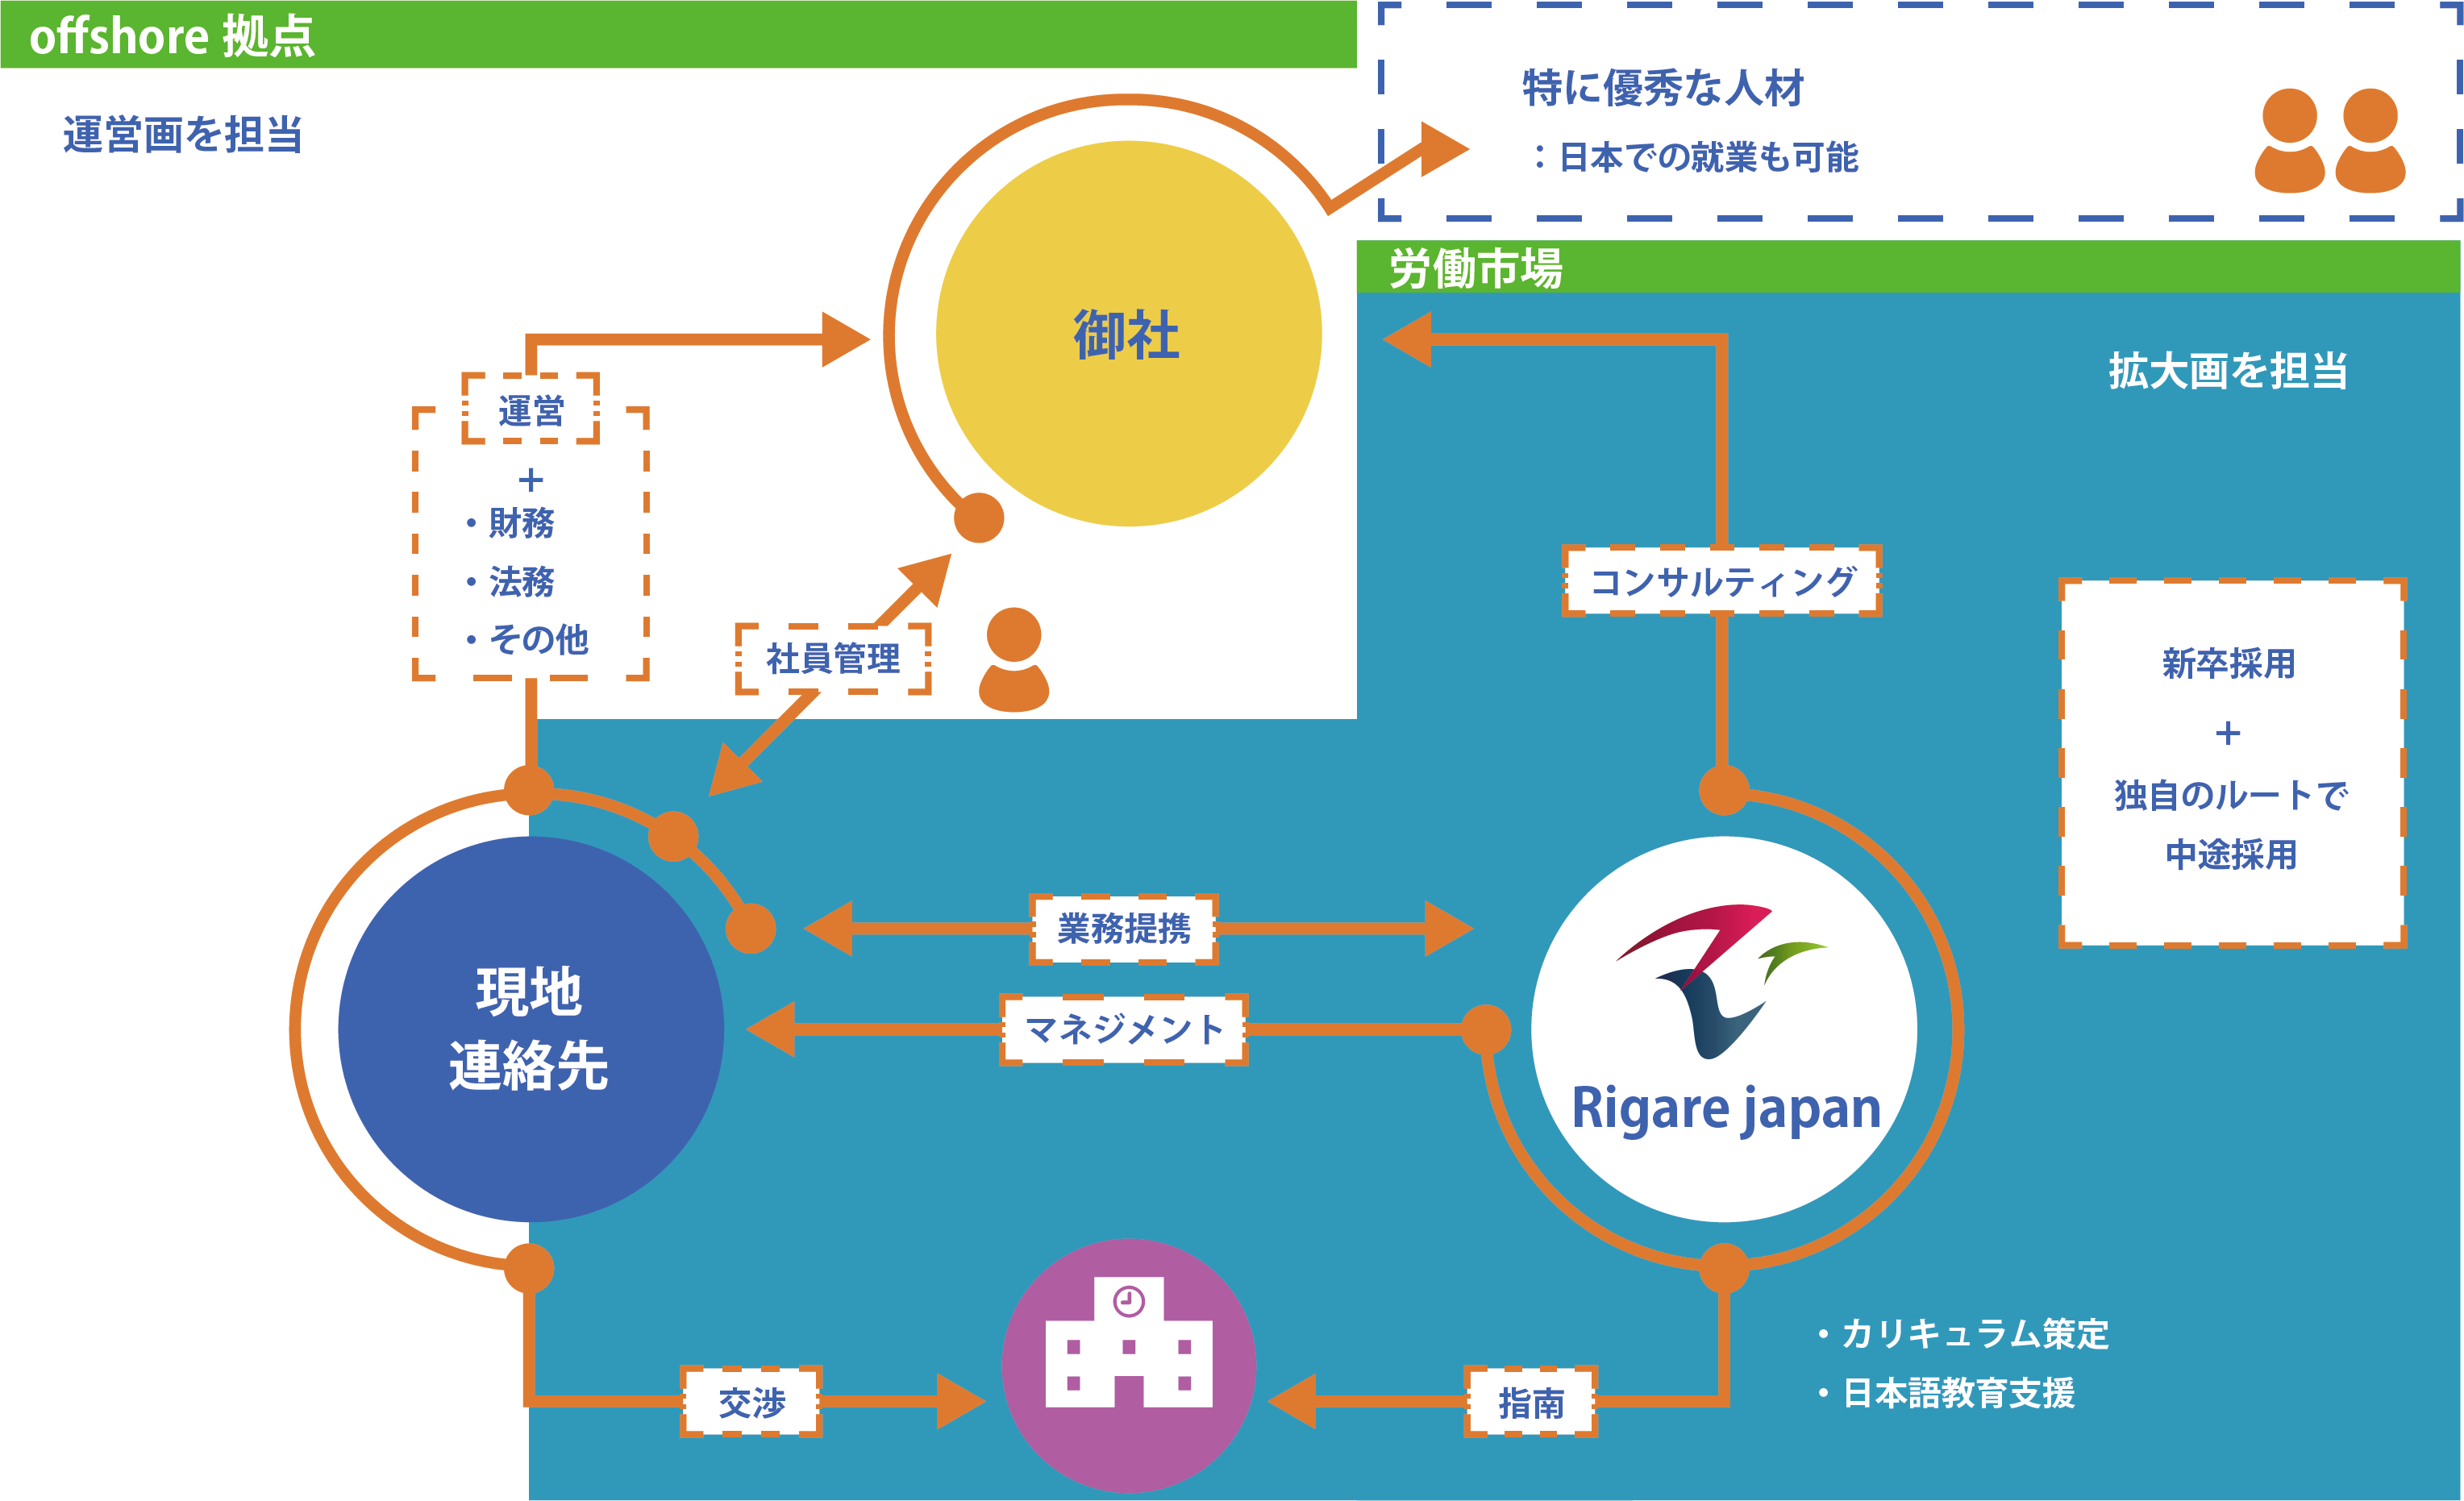 offshore 拠点
運営画を担当
特に優秀な人材
：日本での就業も可能
労働市場
拡大画を担当
御社
運営
+
・財務
・法務
・その他
社員管理
コンサルティング
新卒採用
+
独自のルートで
中途採用
業務提携
マネジメント
現地
連絡先
Rigare japan
・カリキュラム策定
・日本語教育支援
交渉
指南